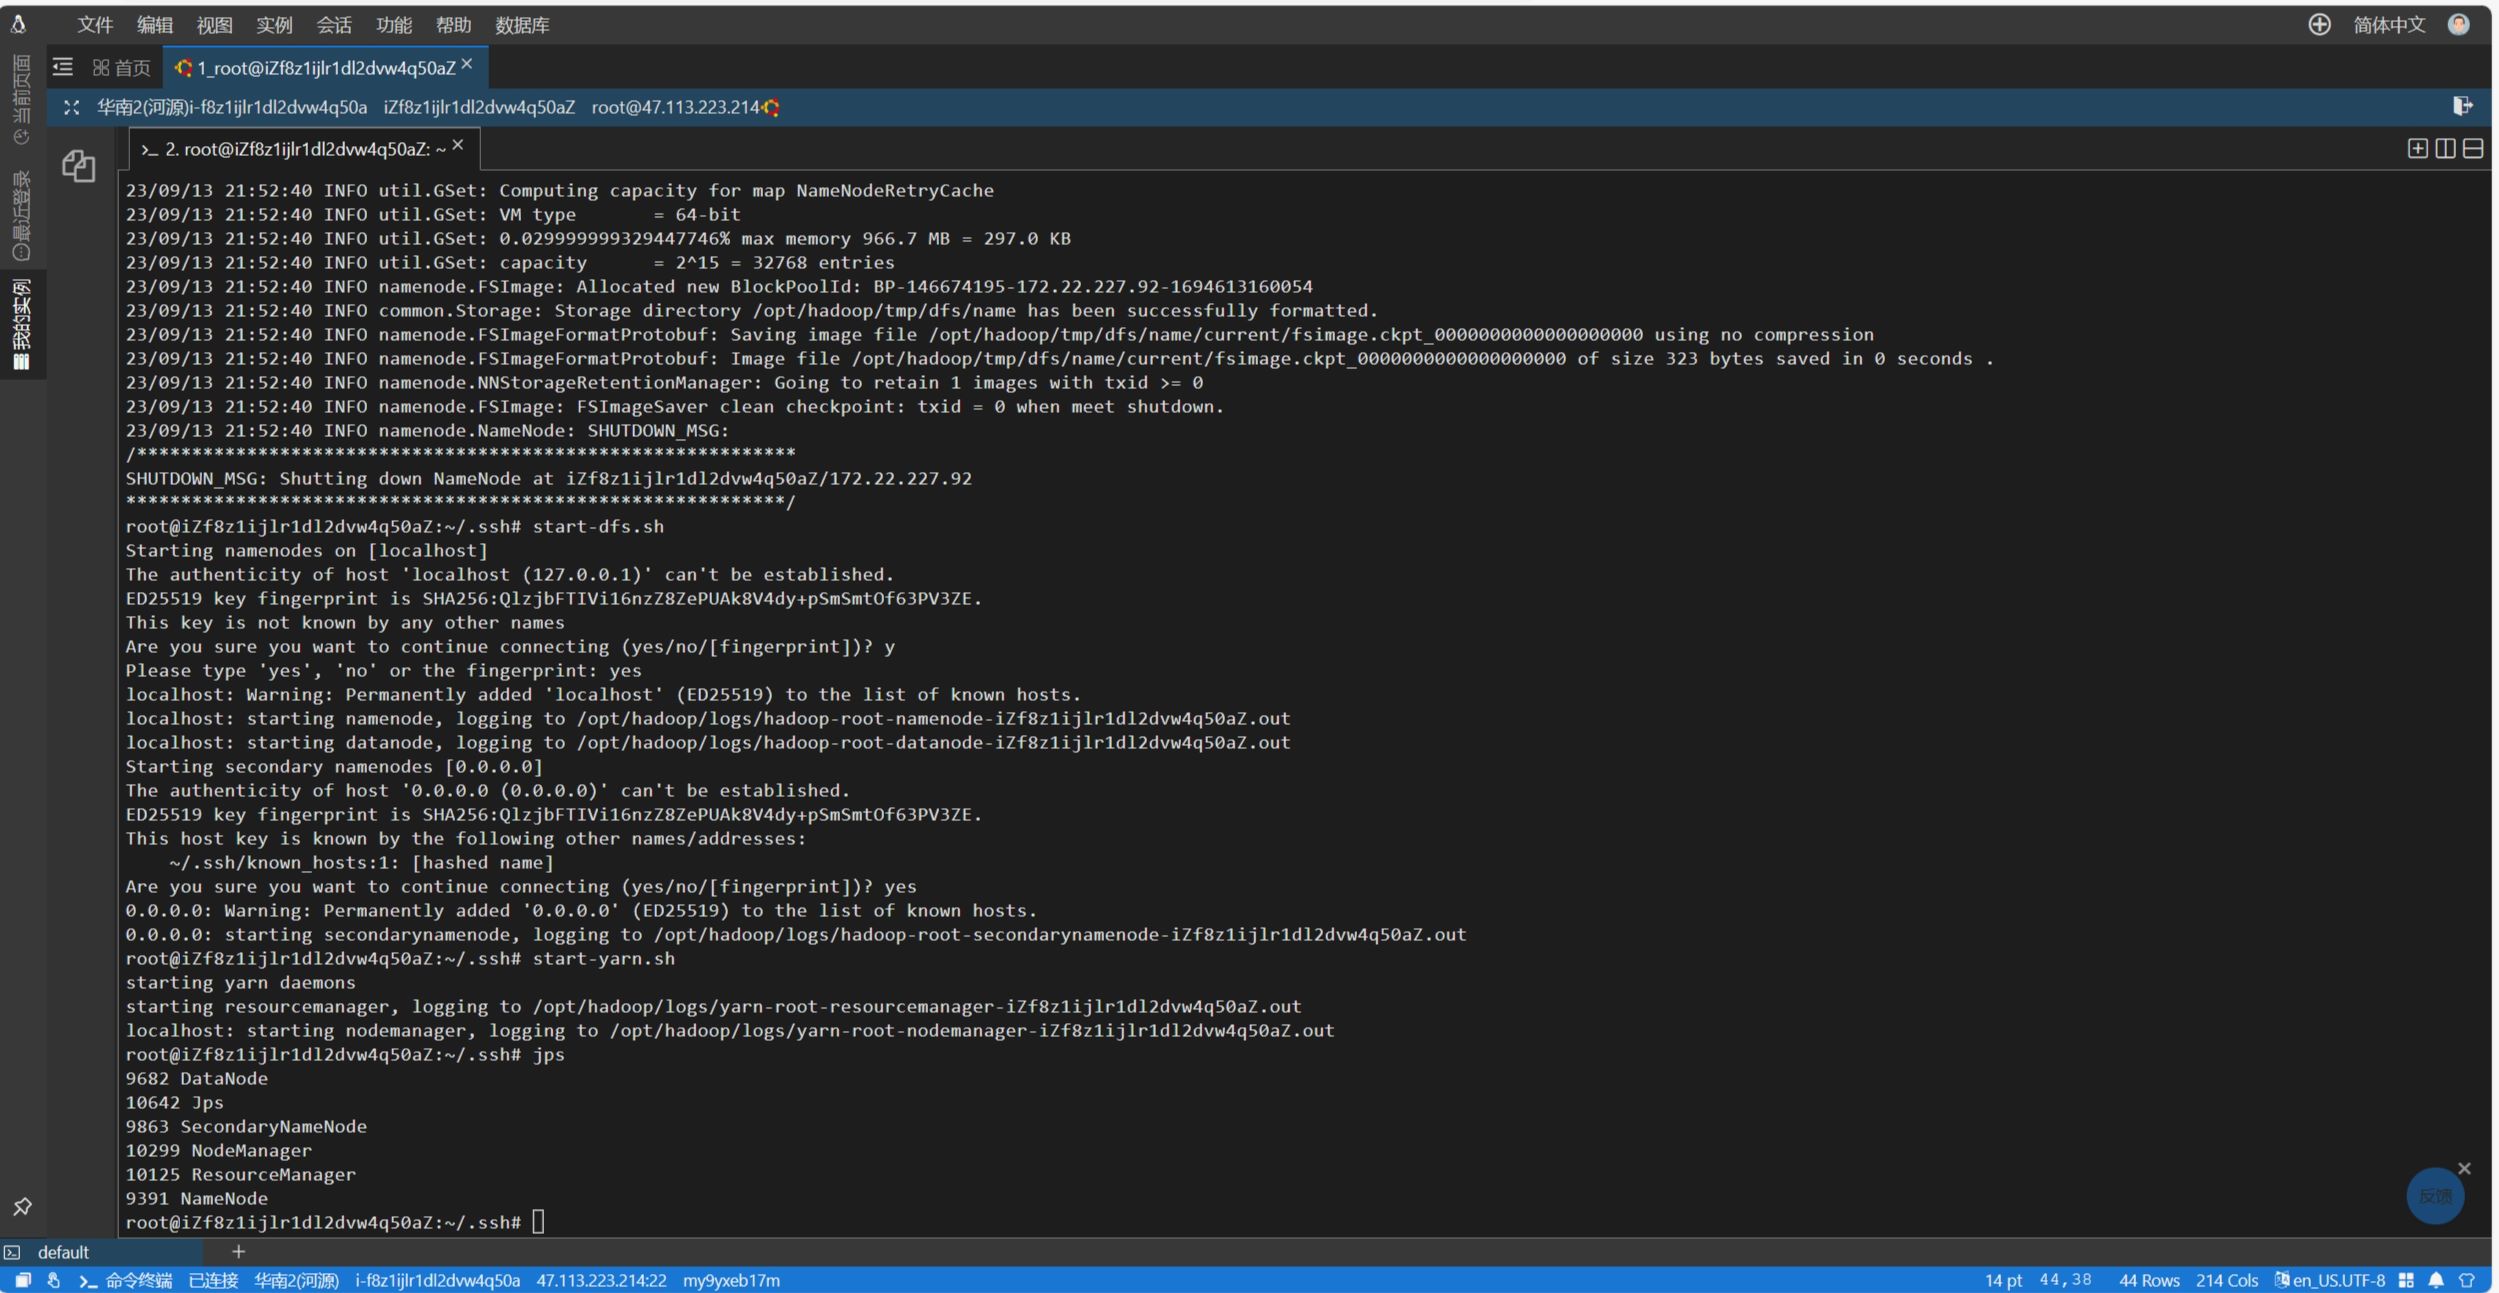 文件 编辑 视图 实例 会话 功能 帮助 数据库 简体中文
首页 1_root@iZf8z1ijlr1dl2dvw4q50aZ
华南2(河源)i-f8z1ijlr1dl2dvw4q50a iZf8z1ijlr1dl2dvw4q50aZ root@47.113.223.214
当前页面
最近登录
我的实例
>_ 2. root@iZf8z1ijlr1dl2dvw4q50aZ: ~
23/09/13 21:52:40 INFO util.GSet: Computing capacity for map NameNodeRetryCache
23/09/13 21:52:40 INFO util.GSet: VM type       = 64-bit
23/09/13 21:52:40 INFO util.GSet: 0.029999999329447746% max memory 966.7 MB = 297.0 KB
23/09/13 21:52:40 INFO util.GSet: capacity      = 2^15 = 32768 entries
23/09/13 21:52:40 INFO namenode.FSImage: Allocated new BlockPoolId: BP-146674195-172.22.227.92-1694613160054
23/09/13 21:52:40 INFO common.Storage: Storage directory /opt/hadoop/tmp/dfs/name has been successfully formatted.
23/09/13 21:52:40 INFO namenode.FSImageFormatProtobuf: Saving image file /opt/hadoop/tmp/dfs/name/current/fsimage.ckpt_0000000000000000000 using no compression
23/09/13 21:52:40 INFO namenode.FSImageFormatProtobuf: Image file /opt/hadoop/tmp/dfs/name/current/fsimage.ckpt_0000000000000000000 of size 323 bytes saved in 0 seconds .
23/09/13 21:52:40 INFO namenode.NNStorageRetentionManager: Going to retain 1 images with txid >= 0
23/09/13 21:52:40 INFO namenode.FSImage: FSImageSaver clean checkpoint: txid = 0 when meet shutdown.
23/09/13 21:52:40 INFO namenode.NameNode: SHUTDOWN_MSG:
/************************************************************
SHUTDOWN_MSG: Shutting down NameNode at iZf8z1ijlr1dl2dvw4q50aZ/172.22.227.92
************************************************************/
root@iZf8z1ijlr1dl2dvw4q50aZ:~/.ssh# start-dfs.sh
Starting namenodes on [localhost]
The authenticity of host 'localhost (127.0.0.1)' can't be established.
ED25519 key fingerprint is SHA256:QlzjbFTIVi16nzZ8ZePUAk8V4dy+pSmSmtOf63PV3ZE.
This key is not known by any other names
Are you sure you want to continue connecting (yes/no/[fingerprint])? y
Please type 'yes', 'no' or the fingerprint: yes
localhost: Warning: Permanently added 'localhost' (ED25519) to the list of known hosts.
localhost: starting namenode, logging to /opt/hadoop/logs/hadoop-root-namenode-iZf8z1ijlr1dl2dvw4q50aZ.out
localhost: starting datanode, logging to /opt/hadoop/logs/hadoop-root-datanode-iZf8z1ijlr1dl2dvw4q50aZ.out
Starting secondary namenodes [0.0.0.0]
The authenticity of host '0.0.0.0 (0.0.0.0)' can't be established.
ED25519 key fingerprint is SHA256:QlzjbFTIVi16nzZ8ZePUAk8V4dy+pSmSmtOf63PV3ZE.
This host key is known by the following other names/addresses:
    ~/.ssh/known_hosts:1: [hashed name]
Are you sure you want to continue connecting (yes/no/[fingerprint])? yes
0.0.0.0: Warning: Permanently added '0.0.0.0' (ED25519) to the list of known hosts.
0.0.0.0: starting secondarynamenode, logging to /opt/hadoop/logs/hadoop-root-secondarynamenode-iZf8z1ijlr1dl2dvw4q50aZ.out
root@iZf8z1ijlr1dl2dvw4q50aZ:~/.ssh# start-yarn.sh
starting yarn daemons
starting resourcemanager, logging to /opt/hadoop/logs/yarn-root-resourcemanager-iZf8z1ijlr1dl2dvw4q50aZ.out
localhost: starting nodemanager, logging to /opt/hadoop/logs/yarn-root-nodemanager-iZf8z1ijlr1dl2dvw4q50aZ.out
root@iZf8z1ijlr1dl2dvw4q50aZ:~/.ssh# jps
9682 DataNode
10642 Jps
9863 SecondaryNameNode
10299 NodeManager
10125 ResourceManager
9391 NameNode
root@iZf8z1ijlr1dl2dvw4q50aZ:~/.ssh#
反馈
default +
>_ 命令终端 已连接 华南2(河源) i-f8z1ijlr1dl2dvw4q50a 47.113.223.214:22 my9yxeb17m 14 pt 44,38 44 Rows 214 Cols en_US.UTF-8